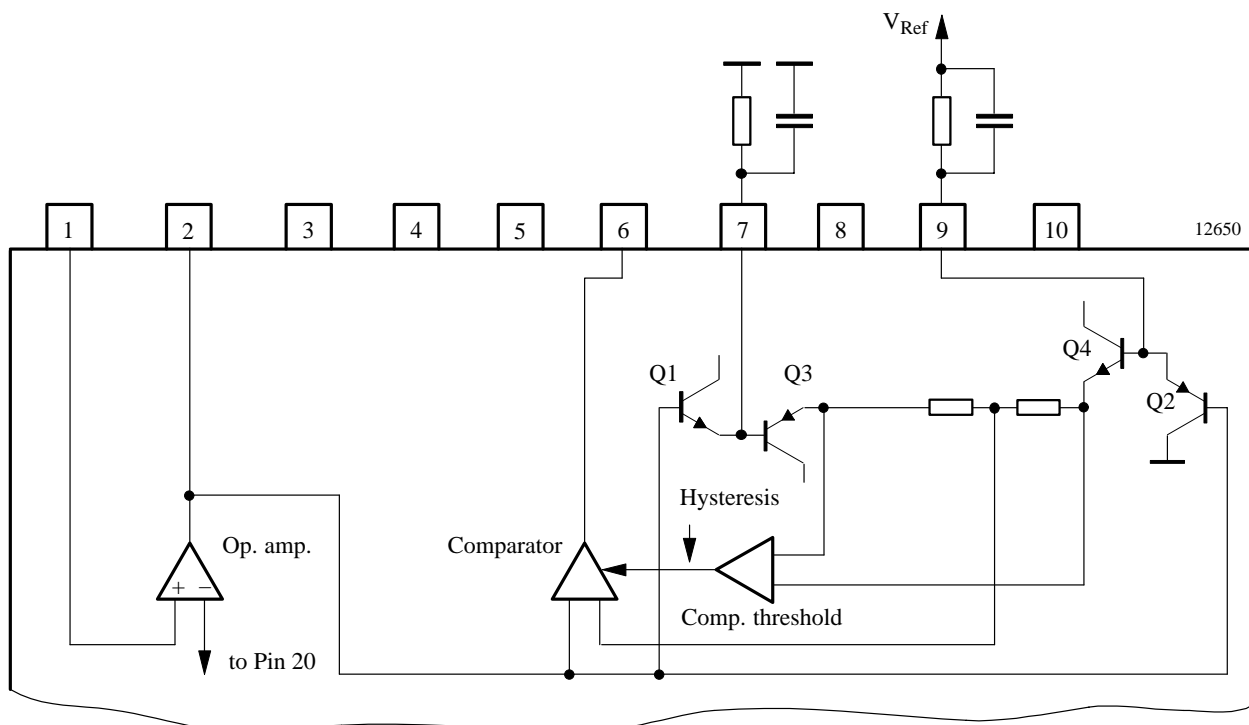 V_Ref
1 2 3 4 5 6 7 8 9 10
12650
Q4
Q1
Q3
Q2
Hysteresis
Op. amp.
Comparator
+ −
Comp. threshold
to Pin 20